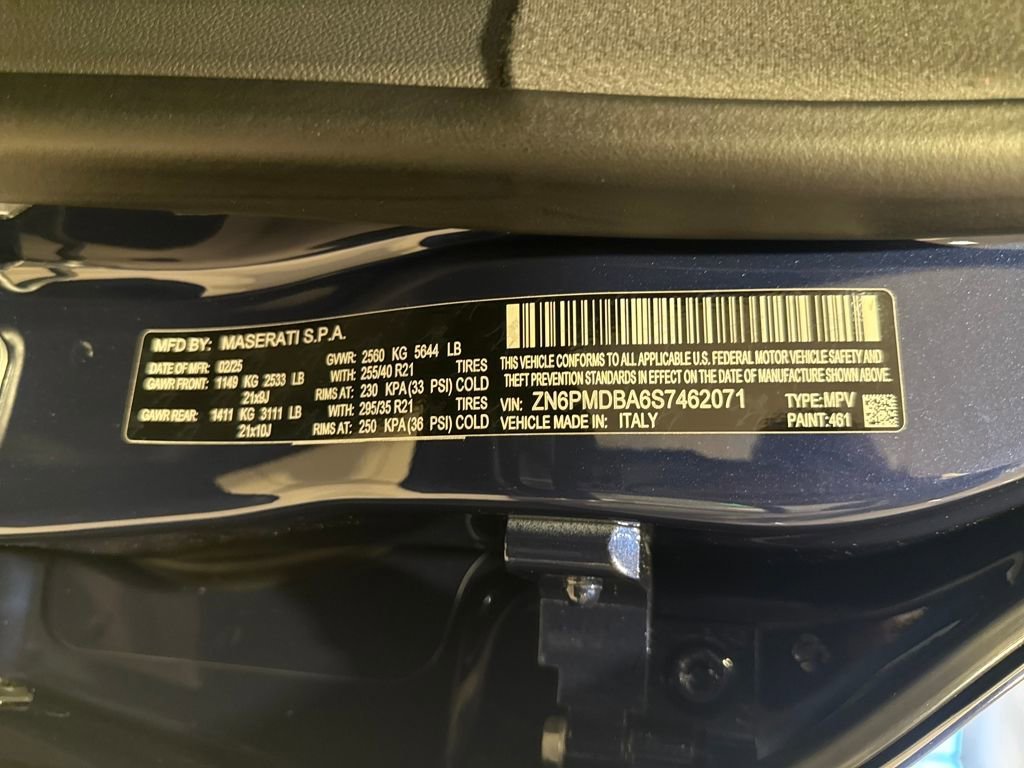 MFD BY: MASERATI S.P.A.
DATE OF MFR: 02/25 GVWR: 2560 KG 5644 LB
GAWR FRONT: 1149 KG 2533 LB WITH: 255/40 R21 TIRES
21x9J RIMS AT: 230 KPA (33 PSI) COLD
GAWR REAR: 1411 KG 3111 LB WITH: 295/35 R21 TIRES
21x10J RIMS AT: 250 KPA (36 PSI) COLD
THIS VEHICLE CONFORMS TO ALL APPLICABLE U.S. FEDERAL MOTOR VEHICLE SAFETY AND
THEFT PREVENTION STANDARDS IN EFFECT ON THE DATE OF MANUFACTURE SHOWN ABOVE.
VIN: ZN6PMDBA6S7462071 TYPE:MPV
VEHICLE MADE IN: ITALY PAINT:461